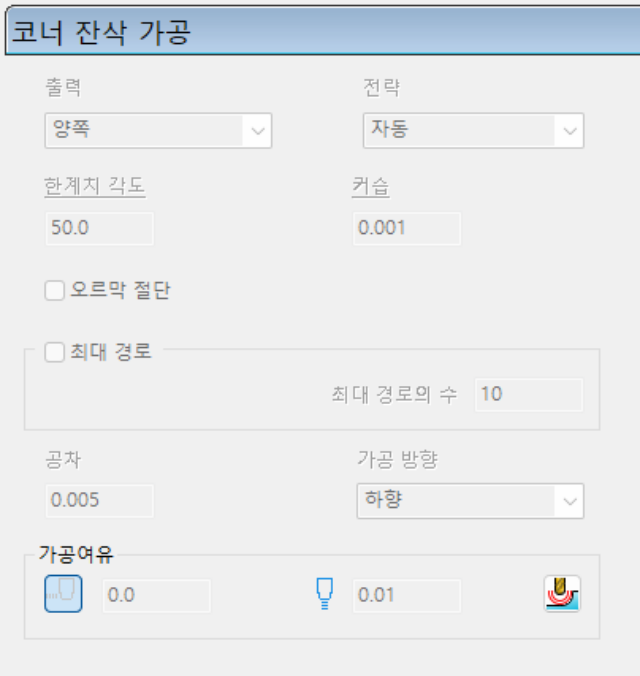 코너 잔삭 가공
출력 전략
양쪽 자동
한계치 각도 커습
50.0 0.001
오르막 절단
최대 경로
최대 경로의 수 10
공차 가공 방향
0.005 하향
가공여유
0.0 0.01